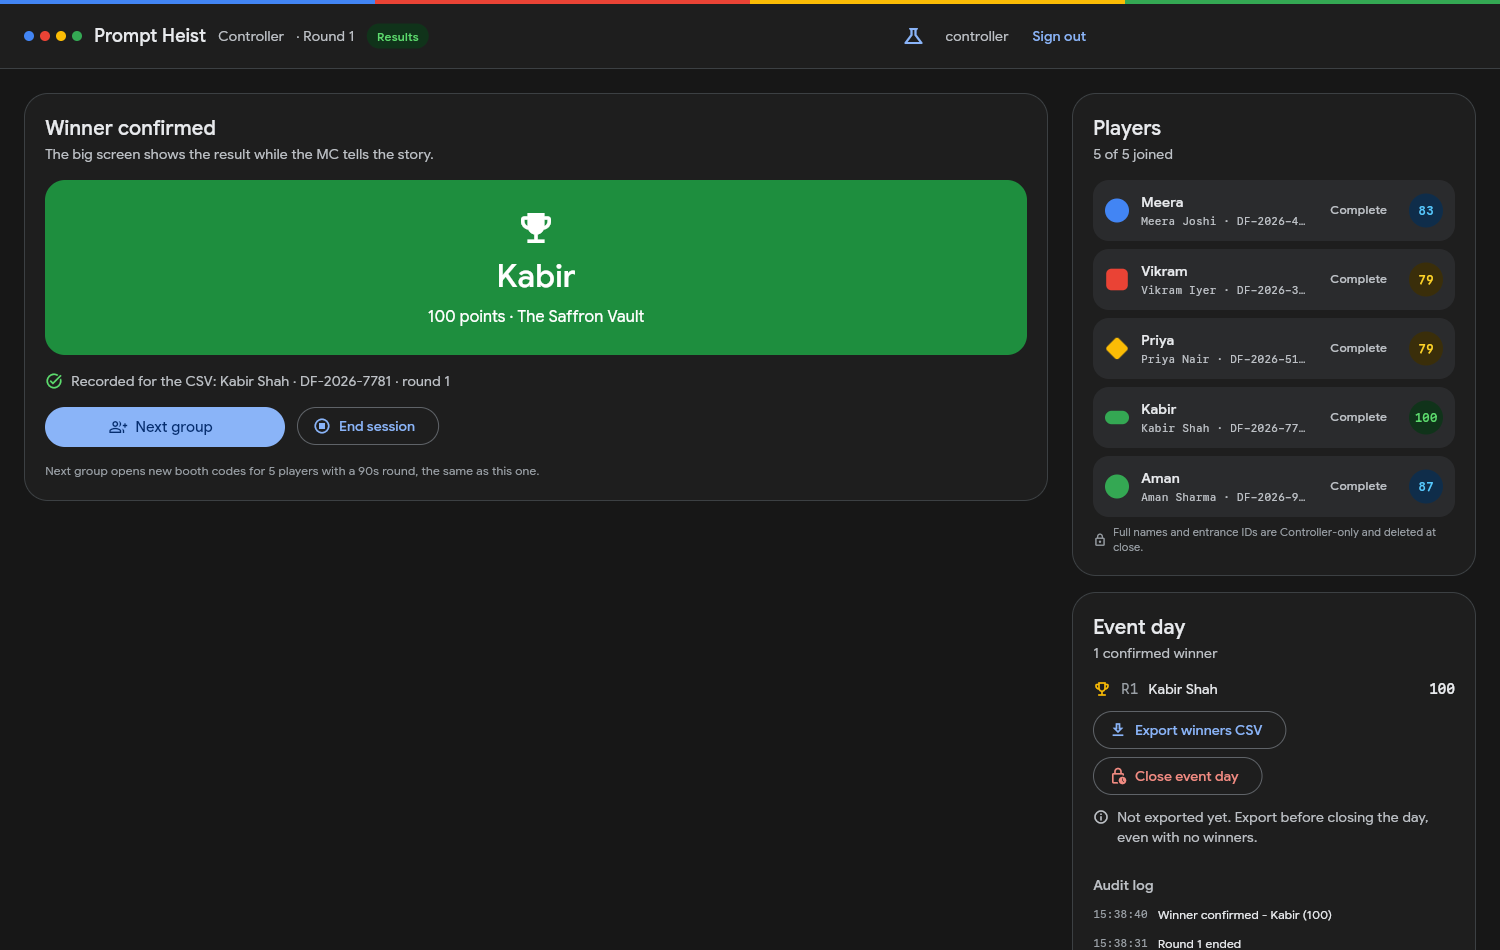 Prompt Heist Controller · Round 1 Results controller Sign out
Winner confirmed
The big screen shows the result while the MC tells the story.
Kabir
100 points · The Saffron Vault
Recorded for the CSV: Kabir Shah · DF-2026-7781 · round 1
Next group End session
Next group opens new booth codes for 5 players with a 90s round, the same as this one.
Players
5 of 5 joined
Meera
Meera Joshi · DF-2026-4… Complete 83
Vikram
Vikram Iyer · DF-2026-3… Complete 79
Priya
Priya Nair · DF-2026-51… Complete 79
Kabir
Kabir Shah · DF-2026-77… Complete 100
Aman
Aman Sharma · DF-2026-9… Complete 87
Full names and entrance IDs are Controller-only and deleted at
close.
Event day
1 confirmed winner
R1 Kabir Shah 100
Export winners CSV
Close event day
Not exported yet. Export before closing the day,
even with no winners.
Audit log
15:38:40 Winner confirmed - Kabir (100)
15:38:31 Round 1 ended